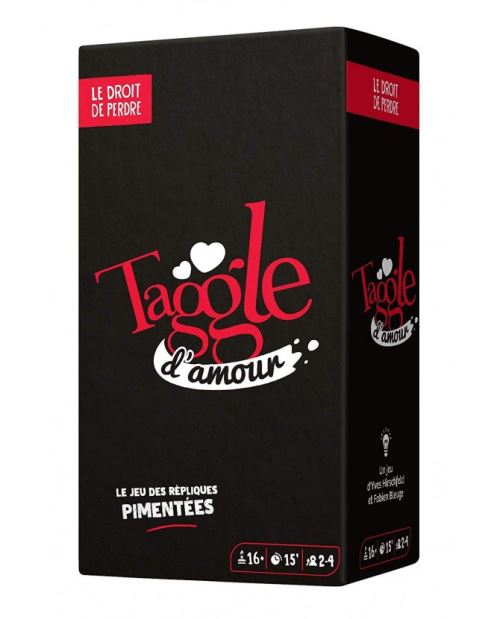 LE DROIT
DE PERDRE
Taggle
d'amour
LE JEU DES RÉPLIQUES
PIMENTÉES
16+ 15' 2-4
LE DROIT
DE PERDRE
Taggle
d'amour
Un jeu
d'Yves Hirschfeld
et Fabien Bleuze
16+ 2-4